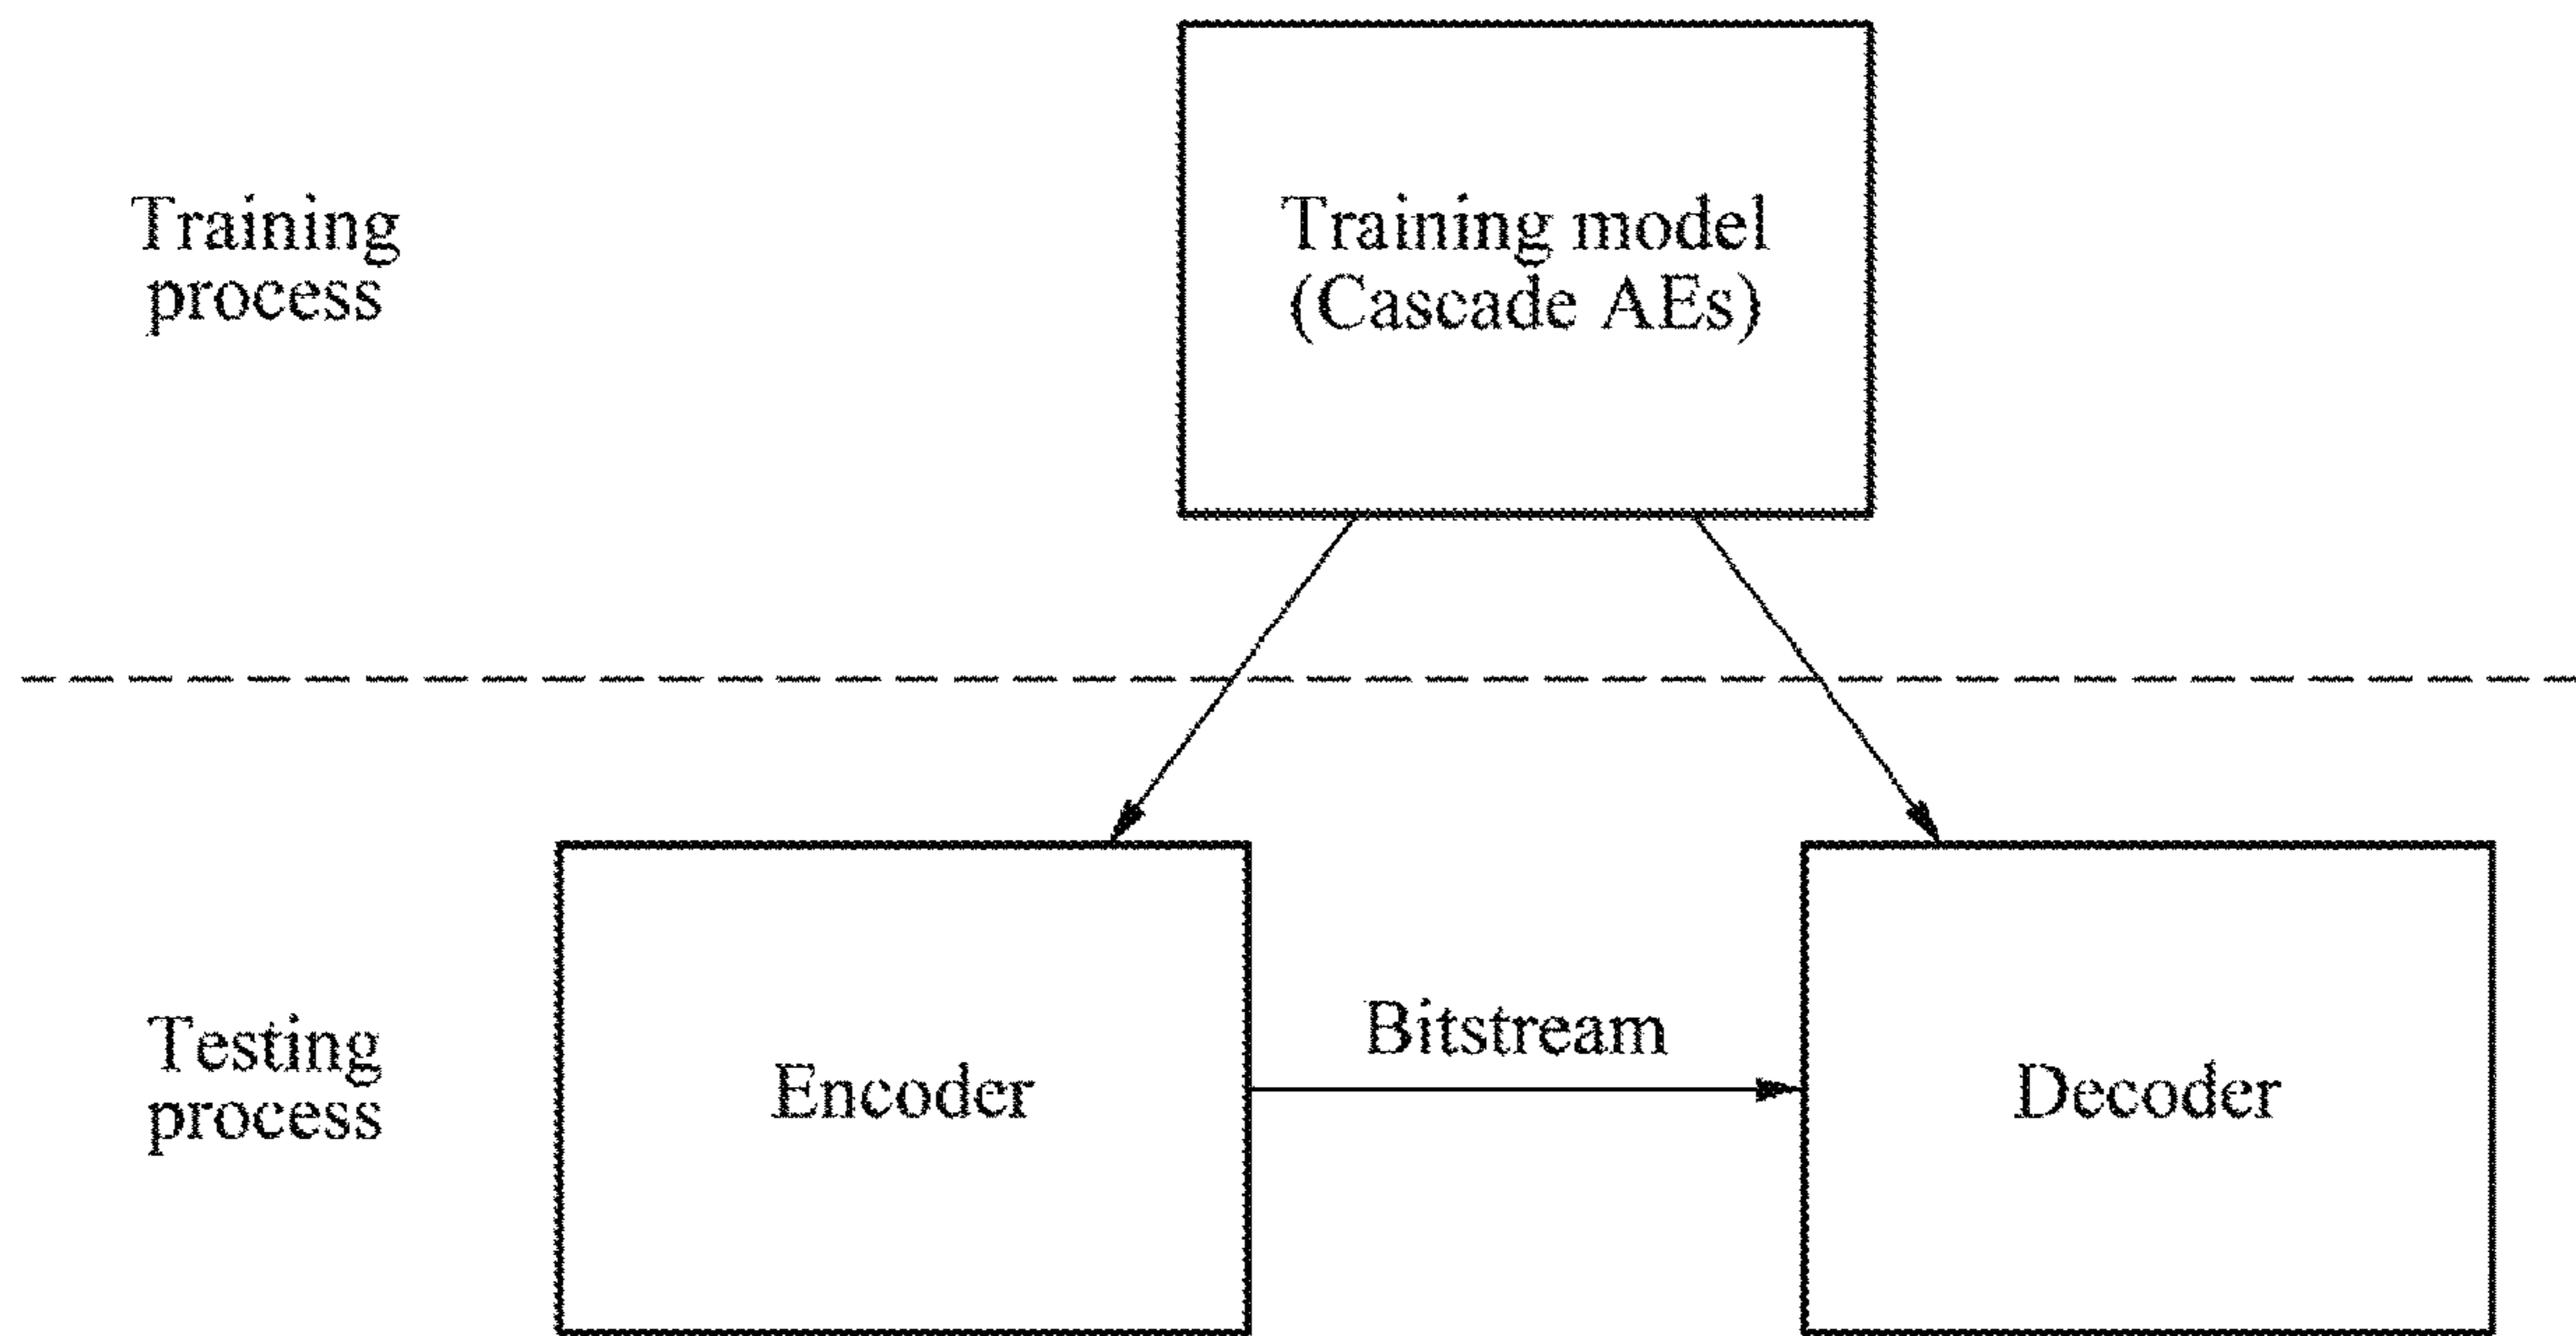 Training
process
Training model
(Cascade AEs)
Testing
process
Encoder
Bitstream
Decoder